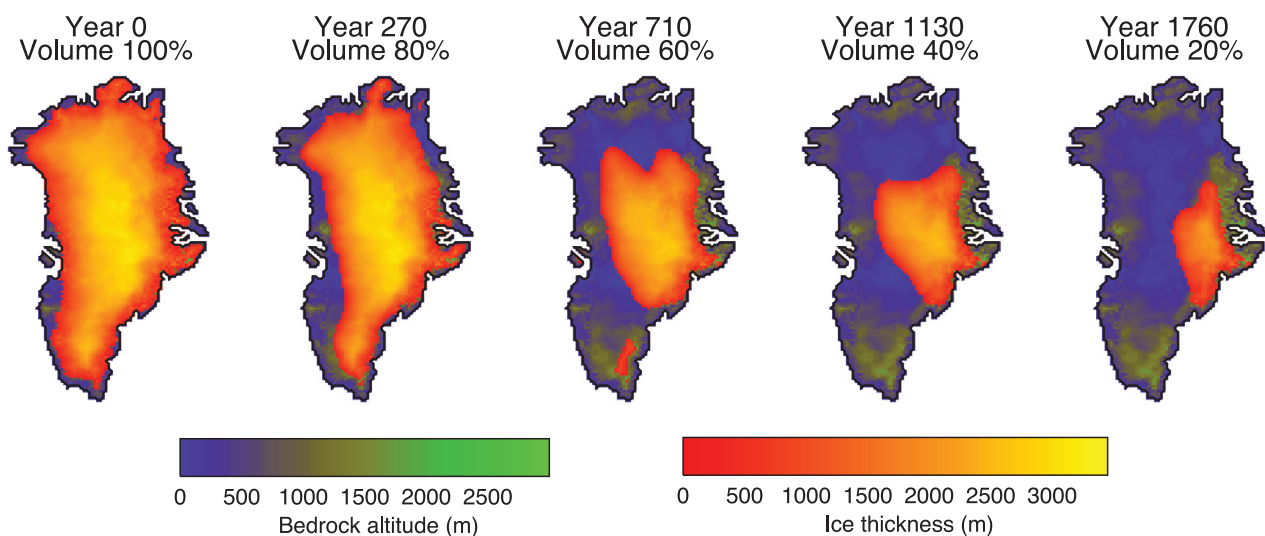 Year 0
Volume 100%
Year 270
Volume 80%
Year 710
Volume 60%
Year 1130
Volume 40%
Year 1760
Volume 20%
0 500 1000 1500 2000 2500
Bedrock altitude (m)
0 500 1000 1500 2000 2500 3000
Ice thickness (m)